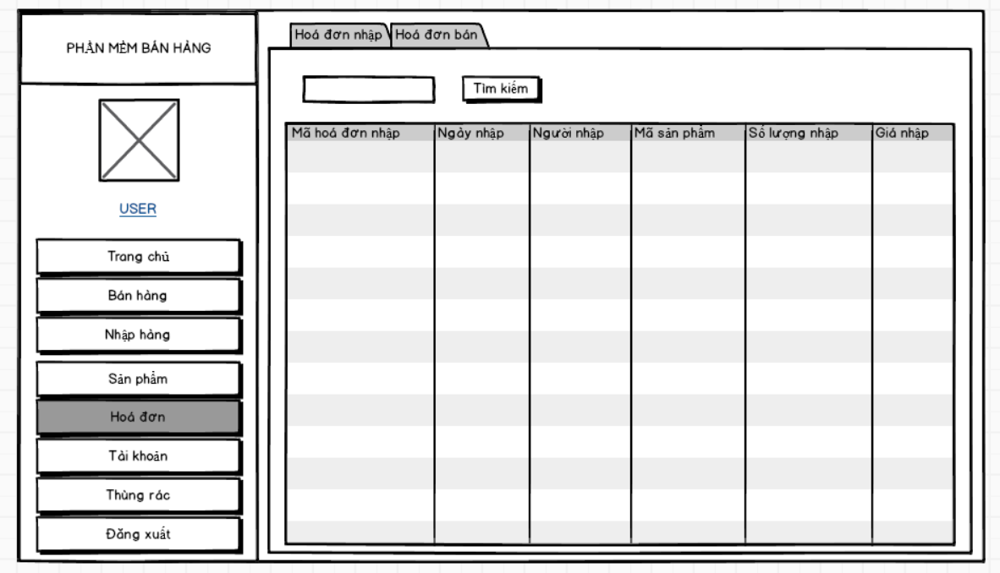 PHẦN MỀM BÁN HÀNG
USER
Trang chủ
Bán hàng
Nhập hàng
Sản phẩm
Hoá đơn
Tài khoản
Thùng rác
Đăng xuất
Hoá đơn nhập Hoá đơn bán
Tìm kiếm
Mã hoá đơn nhập Ngày nhập Người nhập Mã sản phẩm Số lượng nhập Giá nhập